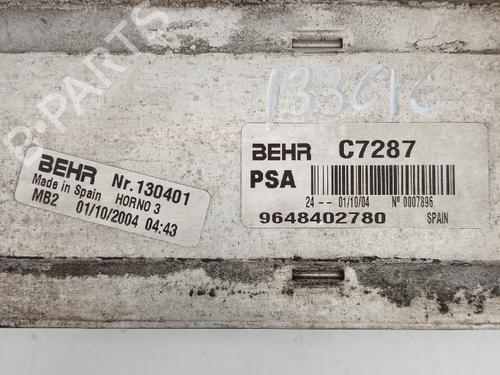 133C1C
BEHR C7287
PSA
24 -- 01/10/04 Nº 0007896
9648402780 SPAIN
BEHR Nr.130401
Made in Spain HORNO 3
MB2 01/10/2004 04:43
B-PARTS